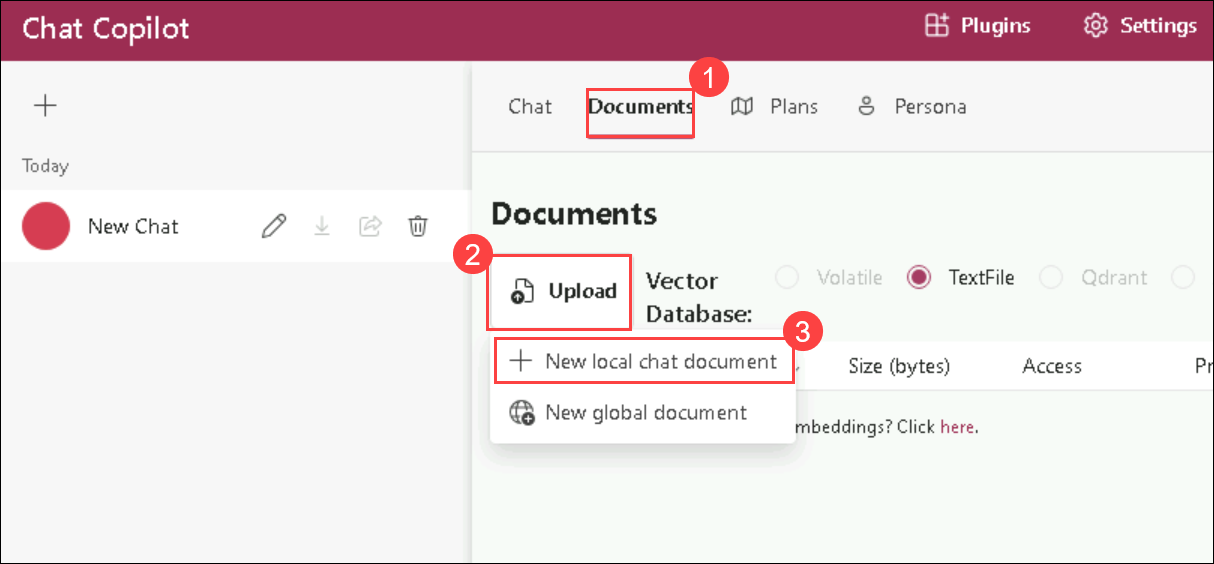 Chat Copilot
Plugins
Settings
Today
New Chat
1
Chat
Documents
Plans
Persona
Documents
2
Upload
Vector
Database:
Volatile
TextFile
Qdrant
3
New local chat document
New global document
Size (bytes)
Access
Pr
mbeddings? Click here.